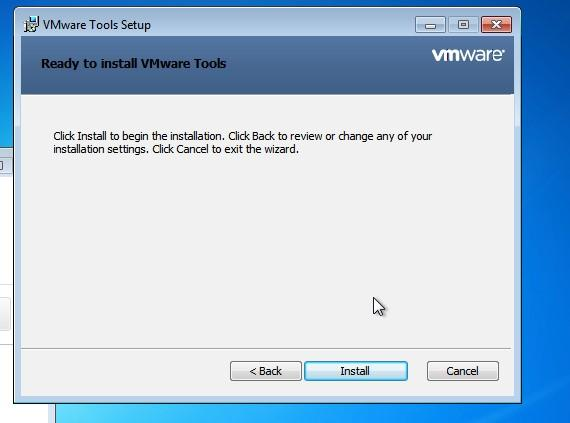 VMware Tools Setup
Ready to install VMware Tools
vmware®
Click Install to begin the installation. Click Back to review or change any of your
installation settings. Click Cancel to exit the wizard.
< Back
Install
Cancel